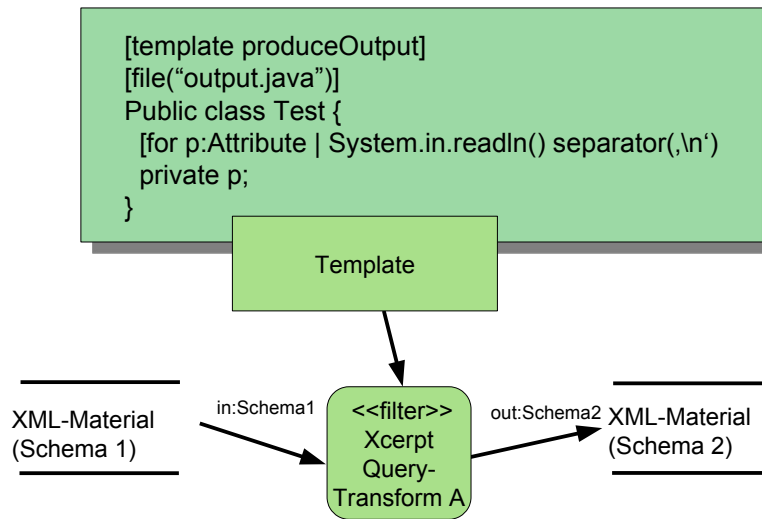 [template produceOutput]
[file(“output.java”)]
Public class Test {
[for p:Attribute | System.in.readln() separator(‚\n‘)
private p;
}
Template
XML-Material
(Schema 1)
in:Schema1
<<filter>>
Xcerpt
Query-
Transform A
out:Schema2
XML-Material
(Schema 2)